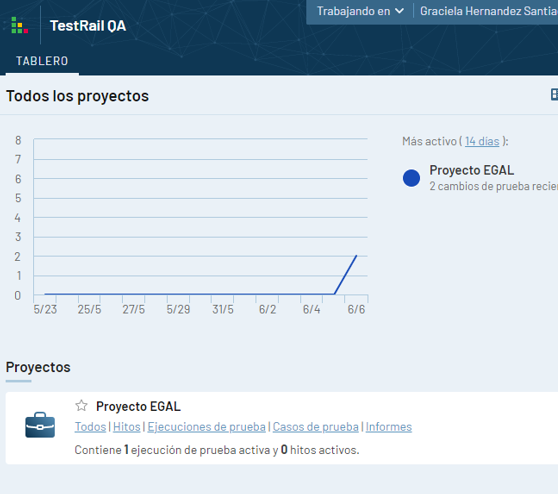 TestRail QA
Trabajando en
Graciela Hernandez
TABLERO
Todos los proyectos
8
7
6
5
4
3
2
1
0
5/23 25/5 27/5 5/29 31/5 6/2 6/4 6/6
Más activo ( 14 días ):
Proyecto EGAL
2 cambios de prueba
Proyectos
Proyecto EGAL
Todos | Hitos | Ejecuciones de prueba | Casos de prueba | Informes
Contiene 1 ejecución de prueba activa y 0 hitos activos.